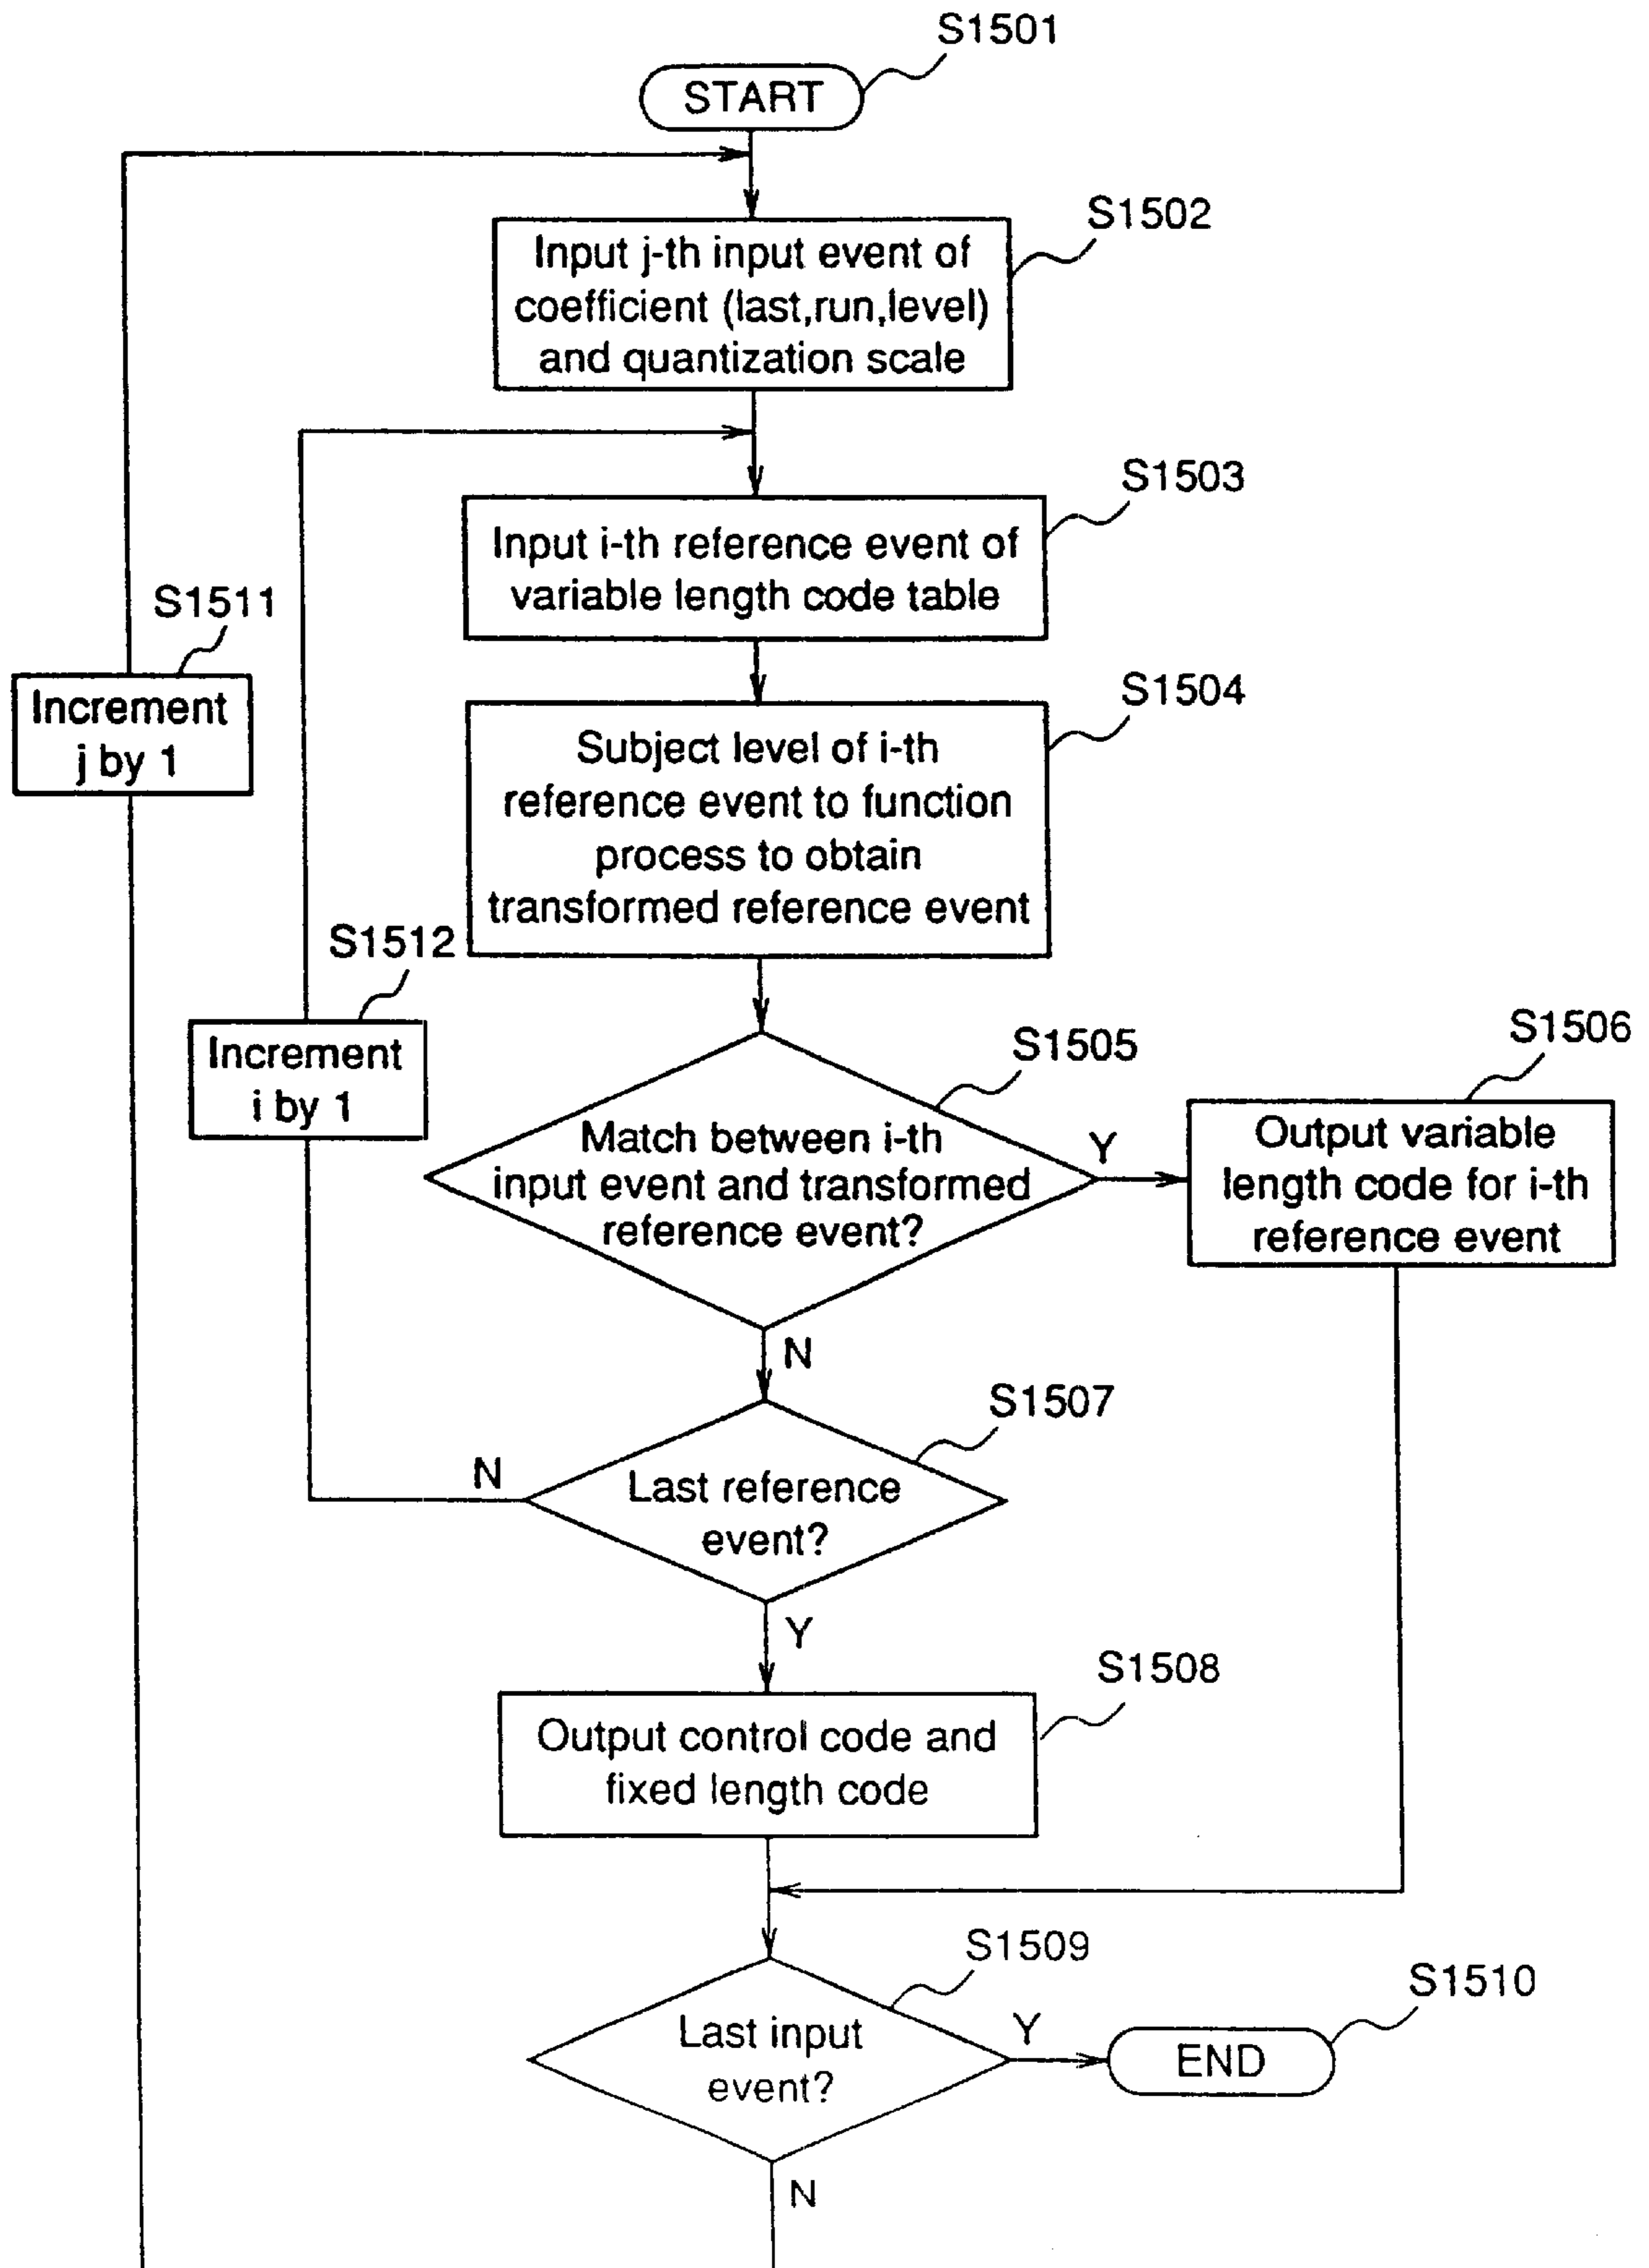 S1501
START
S1502
Input j-th input event of
coefficient (last,run,level)
and quantization scale
S1503
Input i-th reference event of
variable length code table
S1511
Increment
j by 1
S1504
Subject level of i-th
reference event to function
process to obtain
transformed reference event
S1512
Increment
i by 1
S1505
Match between i-th
input event and transformed
reference event?
Y
S1506
Output variable
length code for i-th
reference event
N
S1507
Last reference
event?
N
Y
S1508
Output control code and
fixed length code
S1509
Last input
event?
Y
S1510
END
N